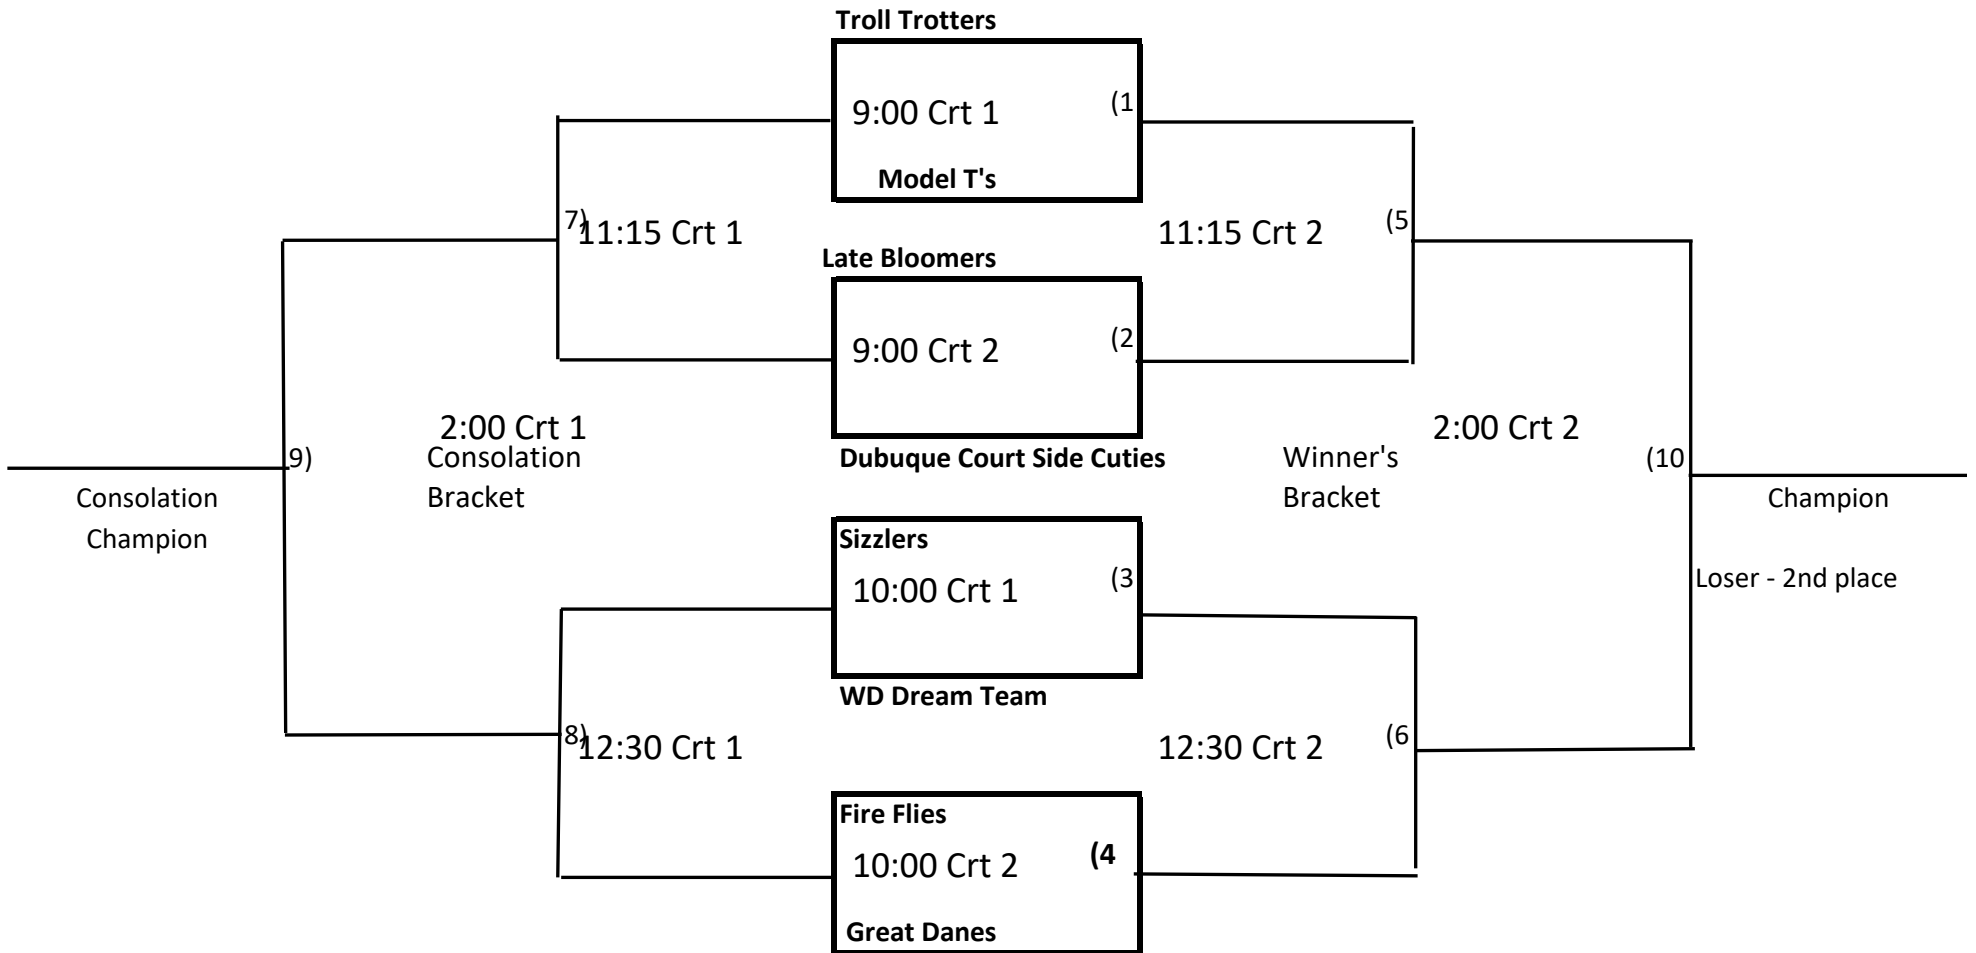 Troll Trotters
9:00 Crt 1
(1
Model T's
7)
11:15 Crt 1
11:15 Crt 2
(5
Late Bloomers
9:00 Crt 2
(2
2:00 Crt 1
2:00 Crt 2
9)
Consolation
Bracket
Dubuque Court Side Cuties
Winner's
Bracket
(10
Consolation
Champion
Champion
Sizzlers
10:00 Crt 1
(3
Loser - 2nd place
WD Dream Team
8)
12:30 Crt 1
12:30 Crt 2
(6
Fire Flies
10:00 Crt 2
(4
Great Danes